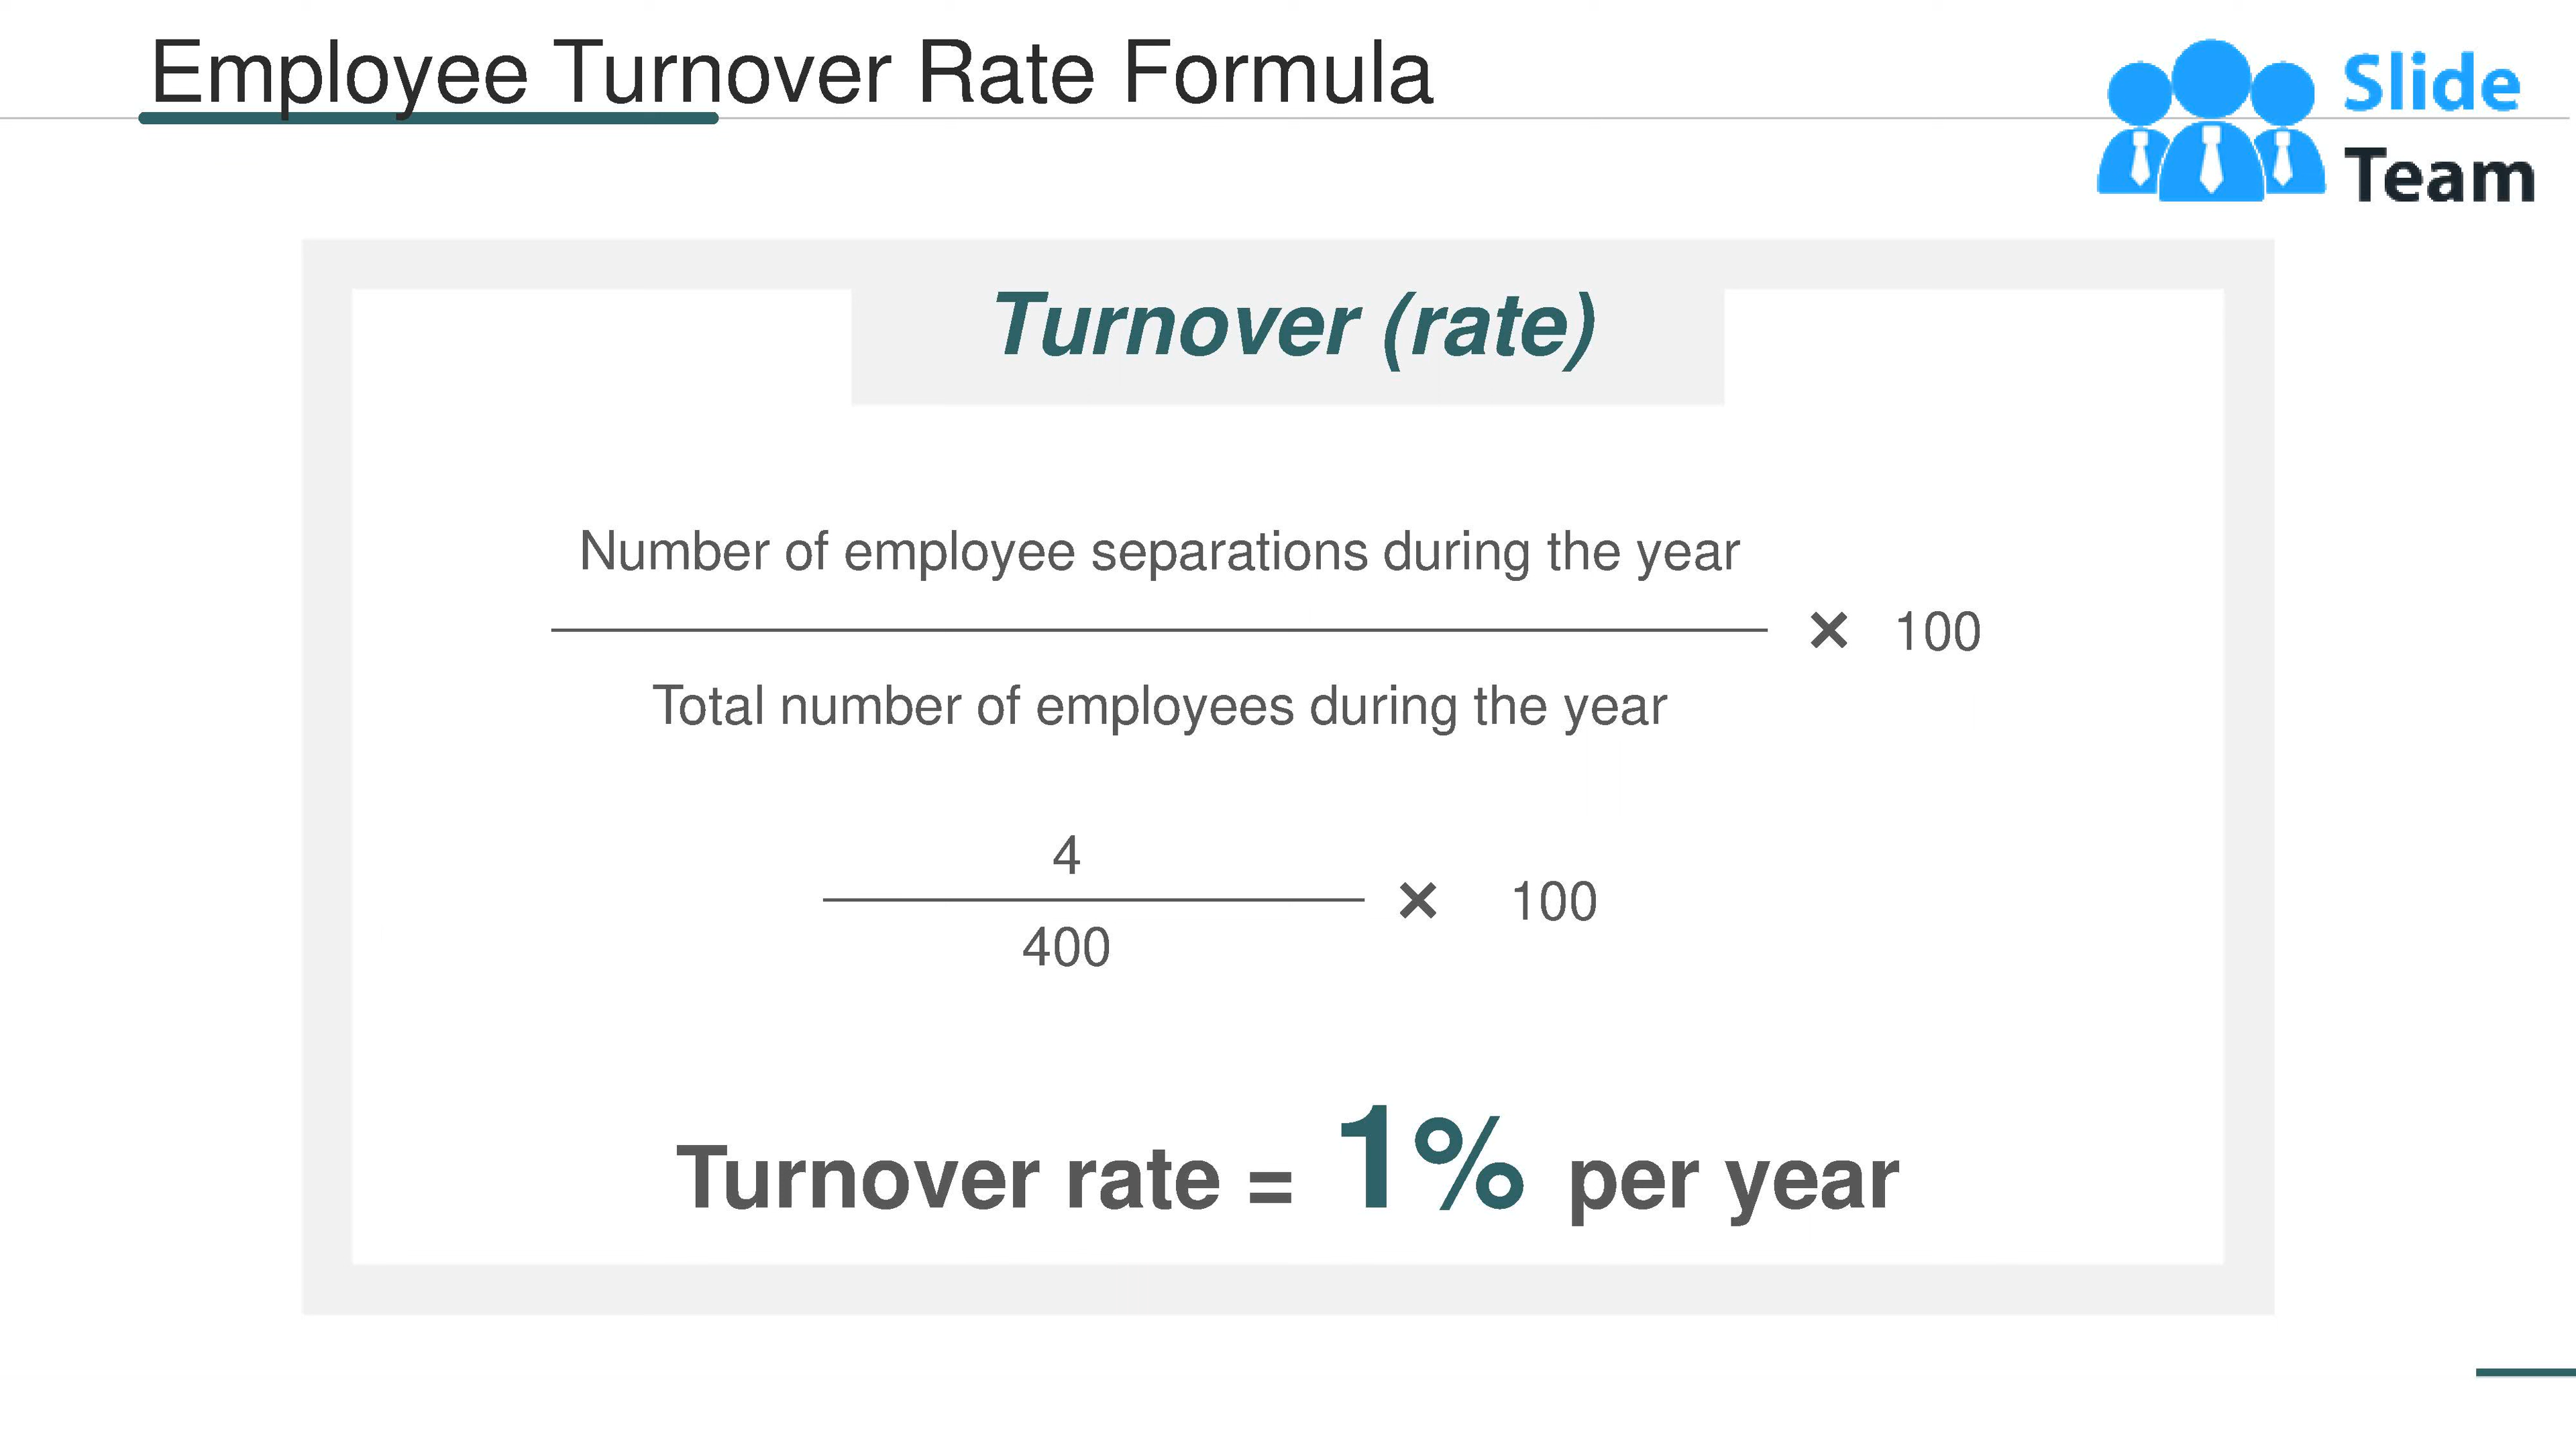 Employee Turnover Rate Formula
Slide
Team
Turnover (rate)
Number of employee separations during the year
× 100
Total number of employees during the year
4
× 100
400
Turnover rate = 1% per year